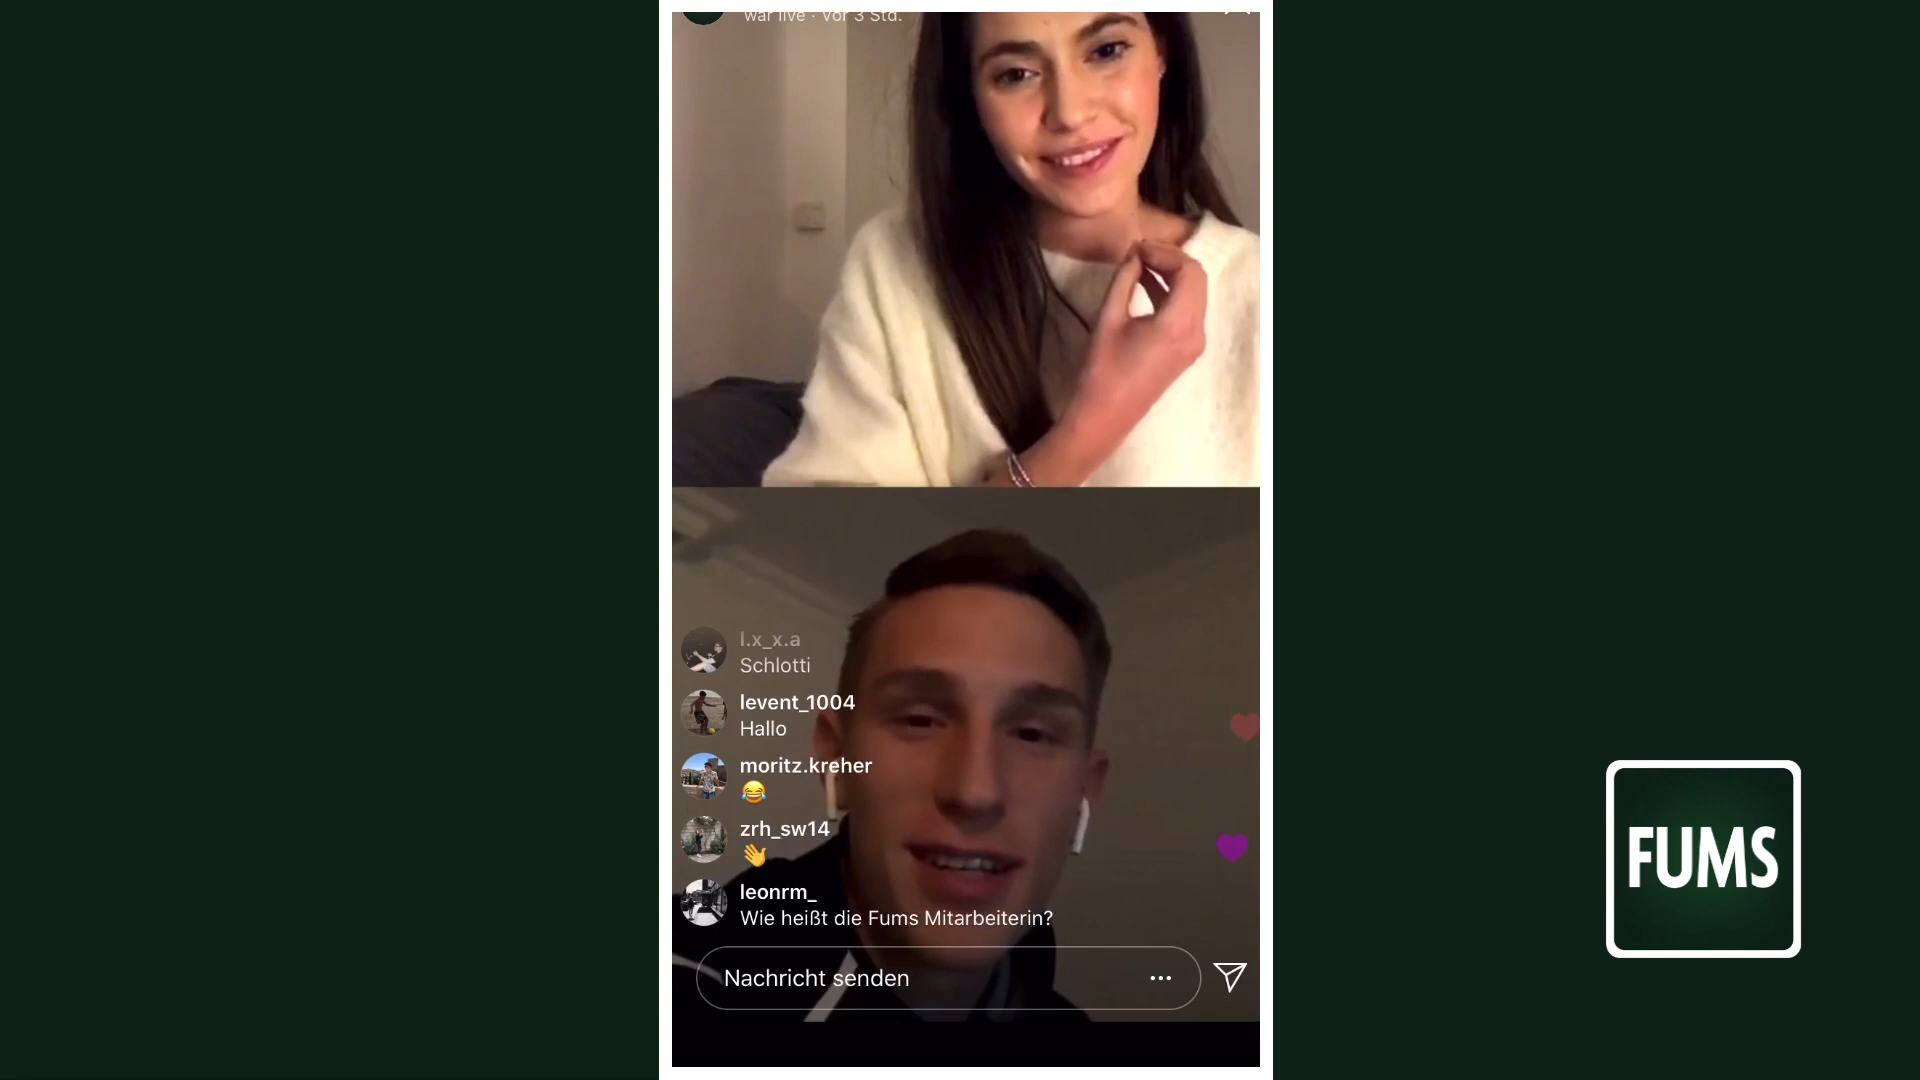 war live · Vor 3 Std.
l.x_x.a
Schlotti
levent_1004
Hallo
moritz.kreher
😂
zrh_sw14
👋
leonrm_
Wie heißt die Fums Mitarbeiterin?
Nachricht senden
FUMS